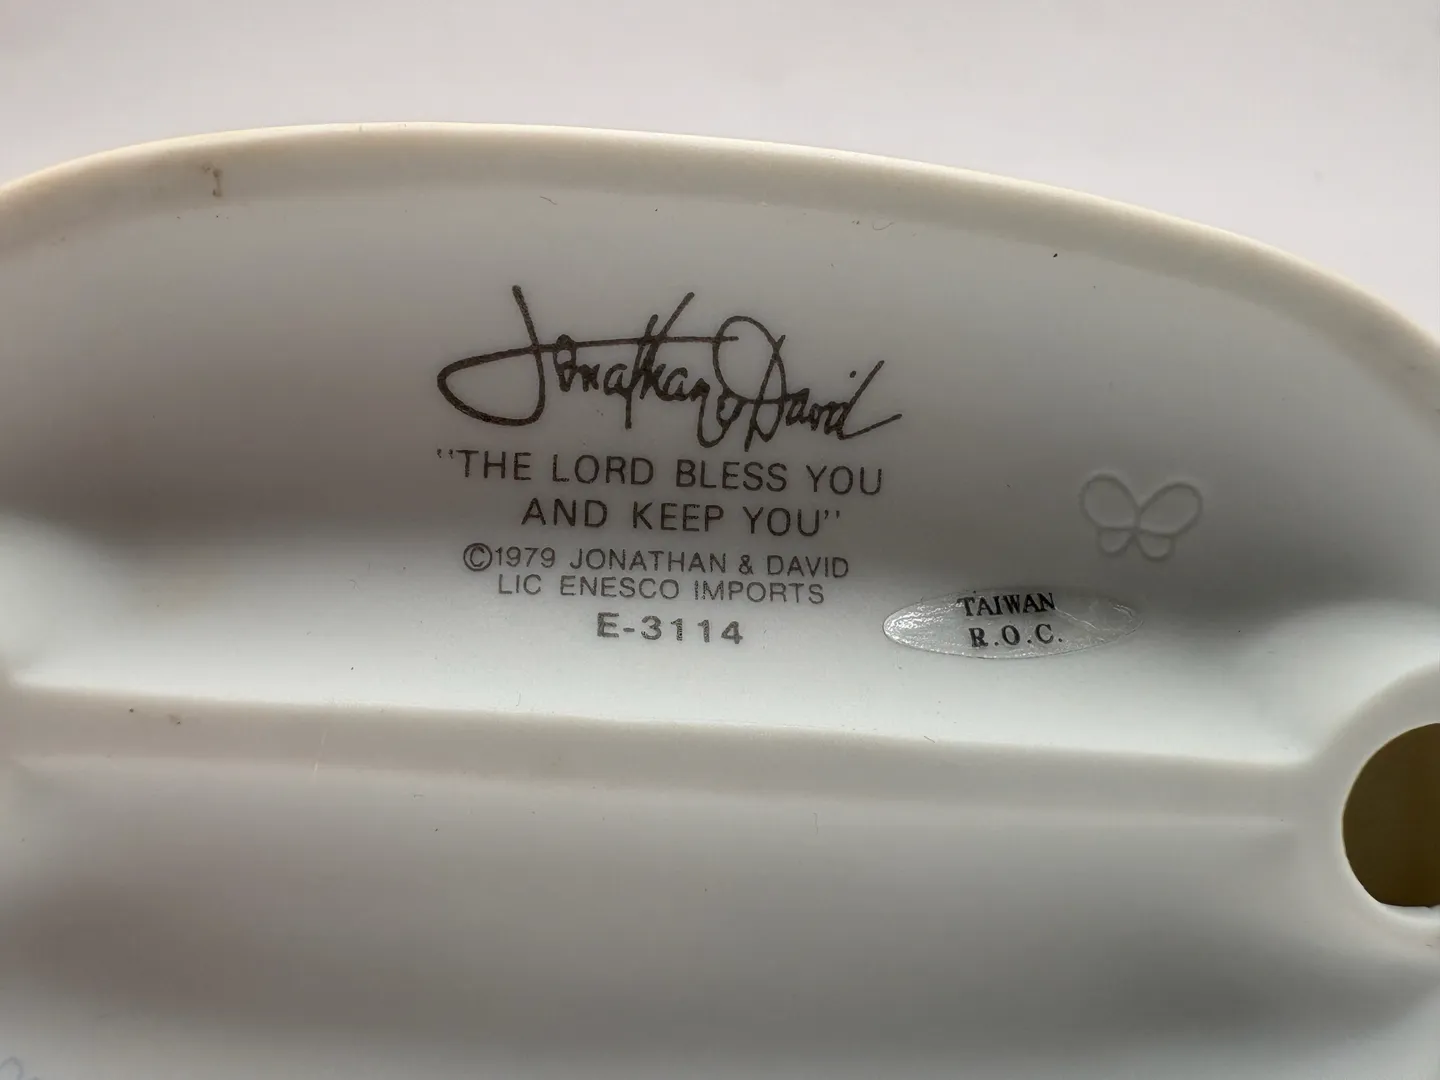 Jonathan & David
"THE LORD BLESS YOU
AND KEEP YOU"
©1979 JONATHAN & DAVID
LIC ENESCO IMPORTS
E-3114
TAIWAN
R.O.C.